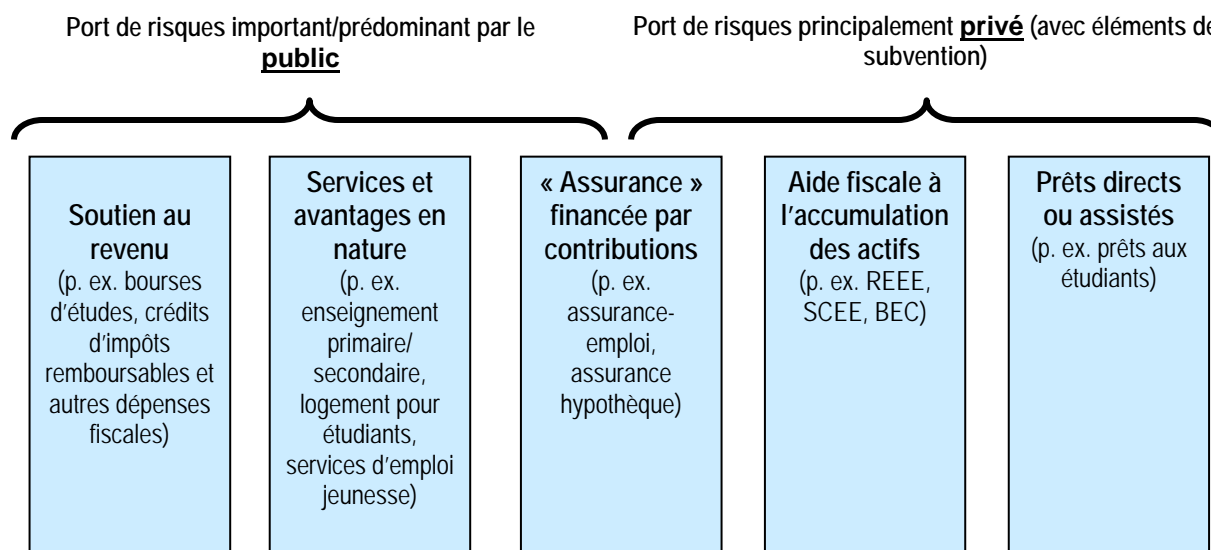 Port de risques important/prédominant par le
public
Port de risques principalement privé (avec éléments de
subvention)
Soutien au
revenu
(p. ex. bourses
d'études, crédits
d'impôts
remboursables et
autres dépenses
fiscales)
Services et
avantages en
nature
(p. ex.
enseignement
primaire/
secondaire,
logement pour
étudiants,
services d'emploi
jeunesse)
« Assurance »
financée par
contributions
(p. ex.
assurance-
emploi,
assurance
hypothèque)
Aide fiscale à
l'accumulation
des actifs
(p. ex. REEE,
SCEE, BEC)
Prêts directs
ou assistés
(p. ex. prêts aux
étudiants)